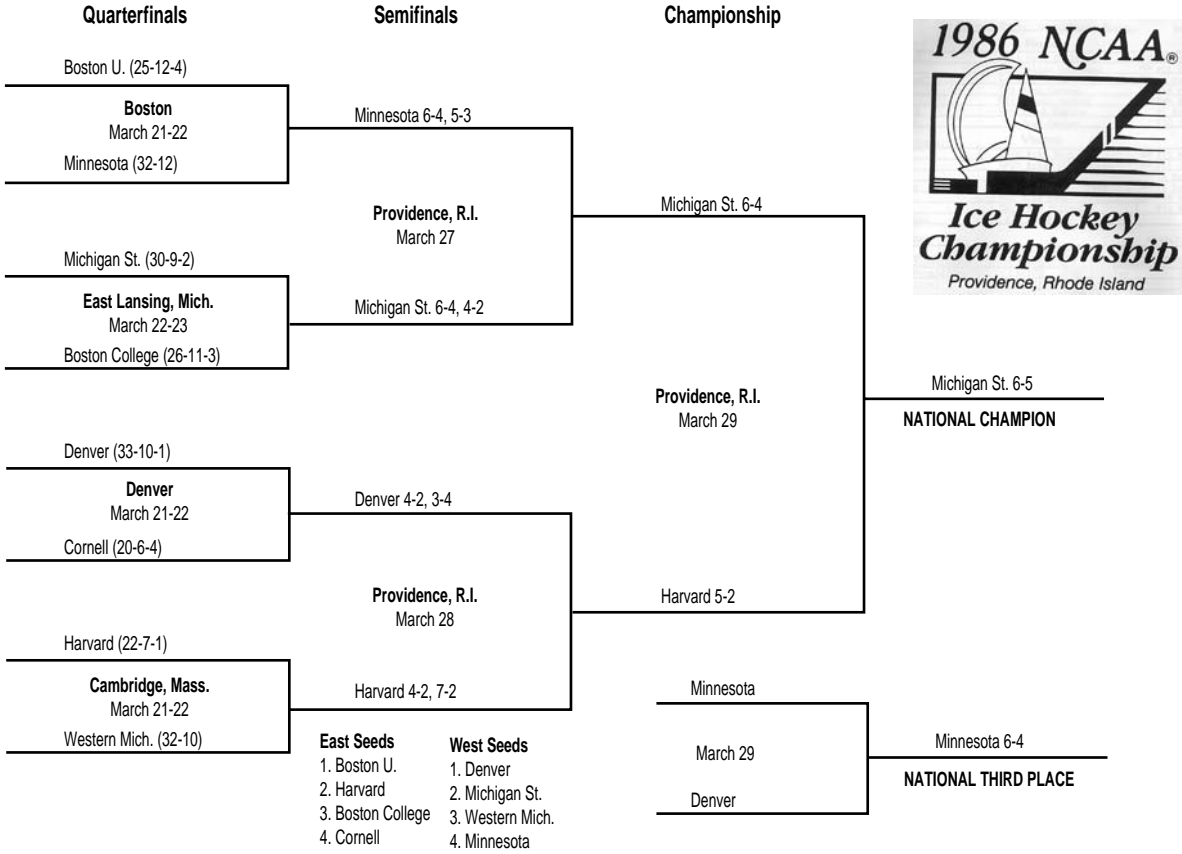 Quarterfinals
Semifinals
Championship
1986 NCAA®
Ice Hockey
Championship
Providence, Rhode Island
Boston U. (25-12-4)
Boston
March 21-22
Minnesota (32-12)
Minnesota 6-4, 5-3
Providence, R.I.
March 27
Michigan St. (30-9-2)
East Lansing, Mich.
March 22-23
Boston College (26-11-3)
Michigan St. 6-4, 4-2
Michigan St. 6-4
Providence, R.I.
March 29
Michigan St. 6-5
NATIONAL CHAMPION
Denver (33-10-1)
Denver
March 21-22
Cornell (20-6-4)
Denver 4-2, 3-4
Providence, R.I.
March 28
Harvard (22-7-1)
Cambridge, Mass.
March 21-22
Western Mich. (32-10)
Harvard 4-2, 7-2
Harvard 5-2
East Seeds
1. Boston U.
2. Harvard
3. Boston College
4. Cornell
West Seeds
1. Denver
2. Michigan St.
3. Western Mich.
4. Minnesota
Minnesota
March 29
Denver
Minnesota 6-4
NATIONAL THIRD PLACE